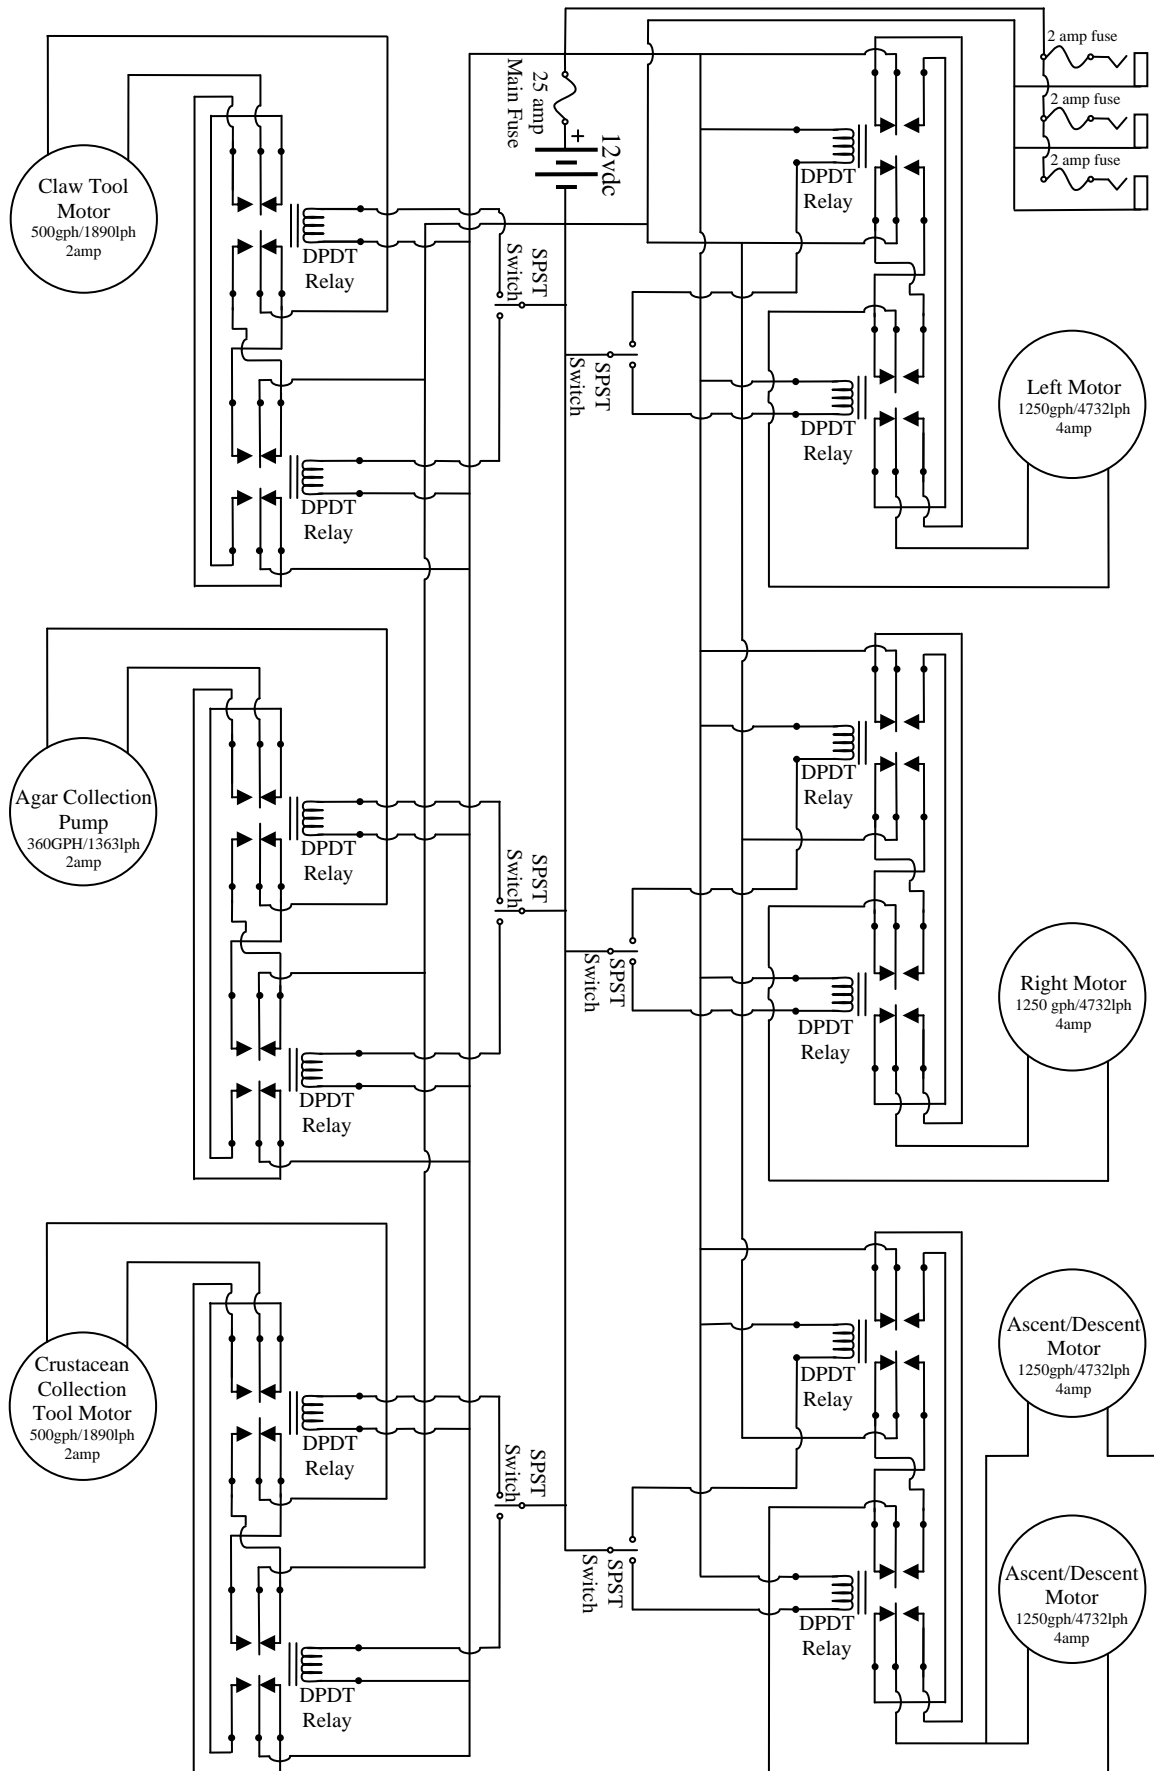 2 amp fuse
2 amp fuse
2 amp fuse
25 amp
Main Fuse
+
12vdc
Claw Tool
Motor
500gph/1890lph
2amp
DPDT
Relay
SPST
Switch
DPDT
Relay
DPDT
Relay
SPST
Switch
DPDT
Relay
Left Motor
1250gph/4732lph
4amp
Agar Collection
Pump
360GPH/1363lph
2amp
DPDT
Relay
SPST
Switch
DPDT
Relay
DPDT
Relay
SPST
Switch
DPDT
Relay
Right Motor
1250 gph/4732lph
4amp
Crustacean
Collection
Tool Motor
500gph/1890lph
2amp
DPDT
Relay
SPST
Switch
DPDT
Relay
DPDT
Relay
SPST
Switch
DPDT
Relay
Ascent/Descent
Motor
1250gph/4732lph
4amp
Ascent/Descent
Motor
1250gph/4732lph
4amp